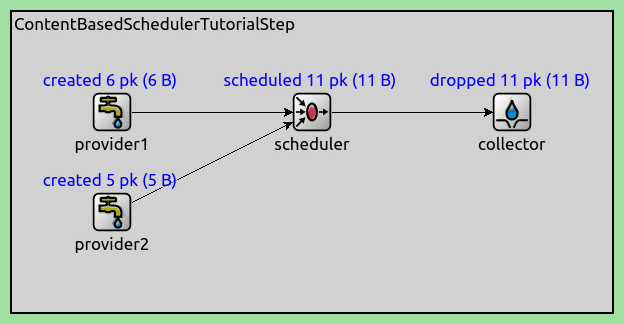 ContentBasedSchedulerTutorialStep
created 6 pk (6 B)
scheduled 11 pk (11 B)
dropped 11 pk (11 B)
provider1
scheduler
collector
created 5 pk (5 B)
provider2